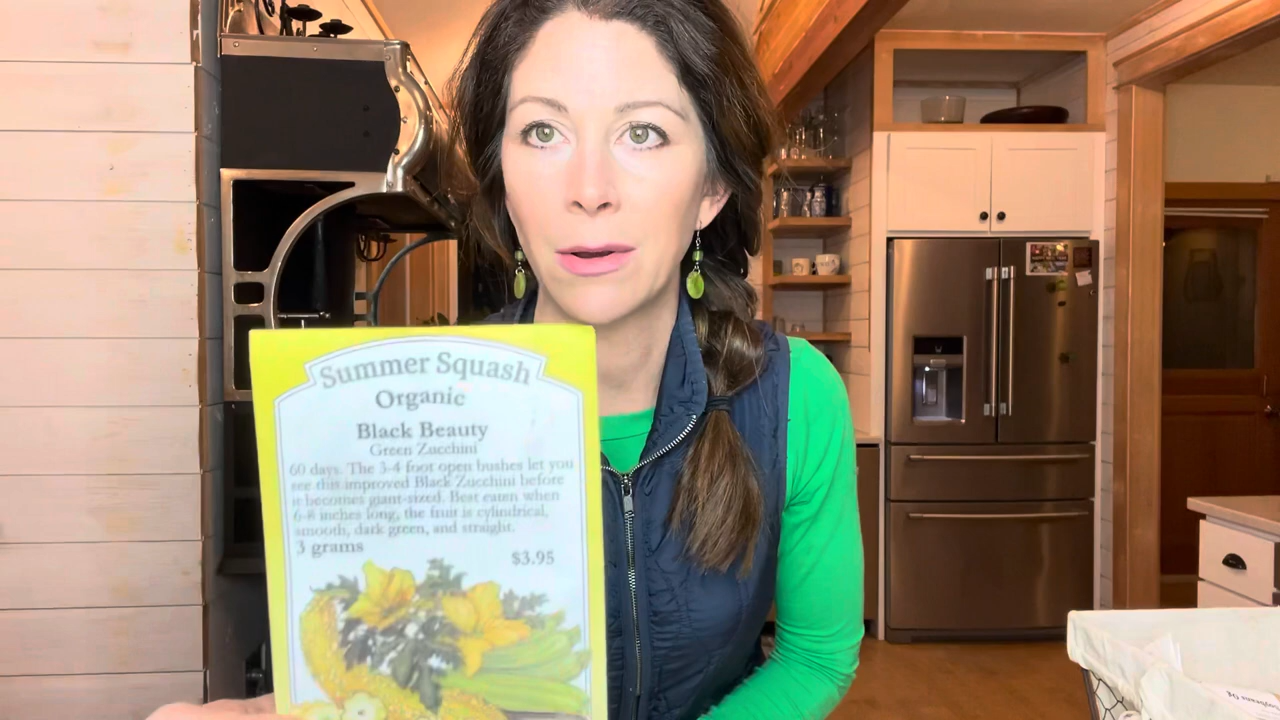 Summer Squash
Organic
Black Beauty
Green Zucchini
60 days. The 3-4 foot open bushes let you
see this improved Black Zucchini before
it becomes giant-sized. Best eaten when
6-8 inches long, the fruit is cylindrical,
smooth, dark green, and straight.
3 grams
$3.95